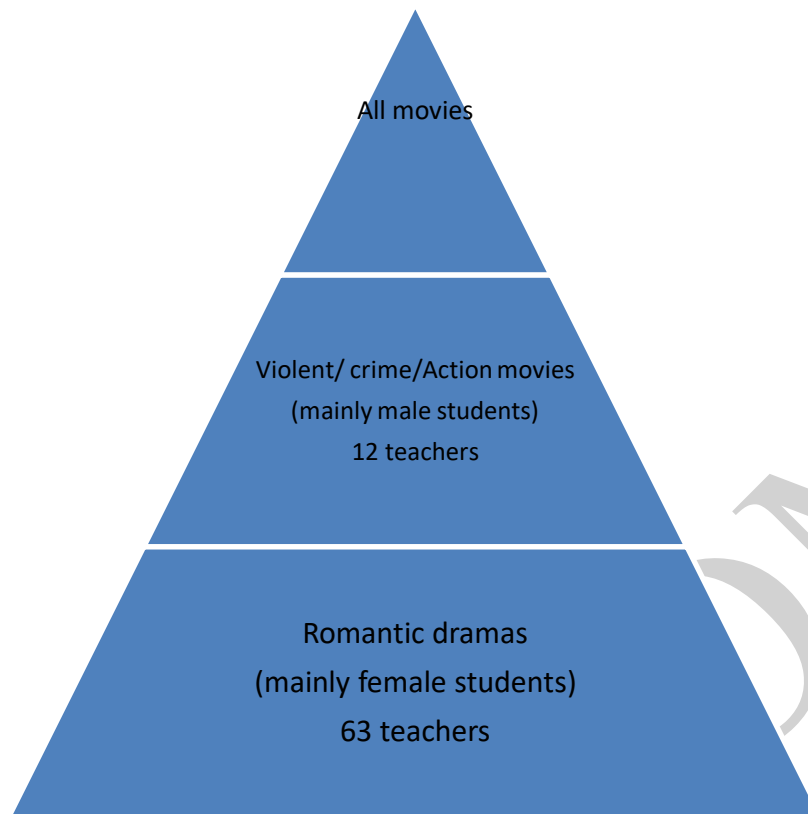 All movies
Violent/ crime/Action movies
(mainly male students)
12 teachers
Romantic dramas
(mainly female students)
63 teachers